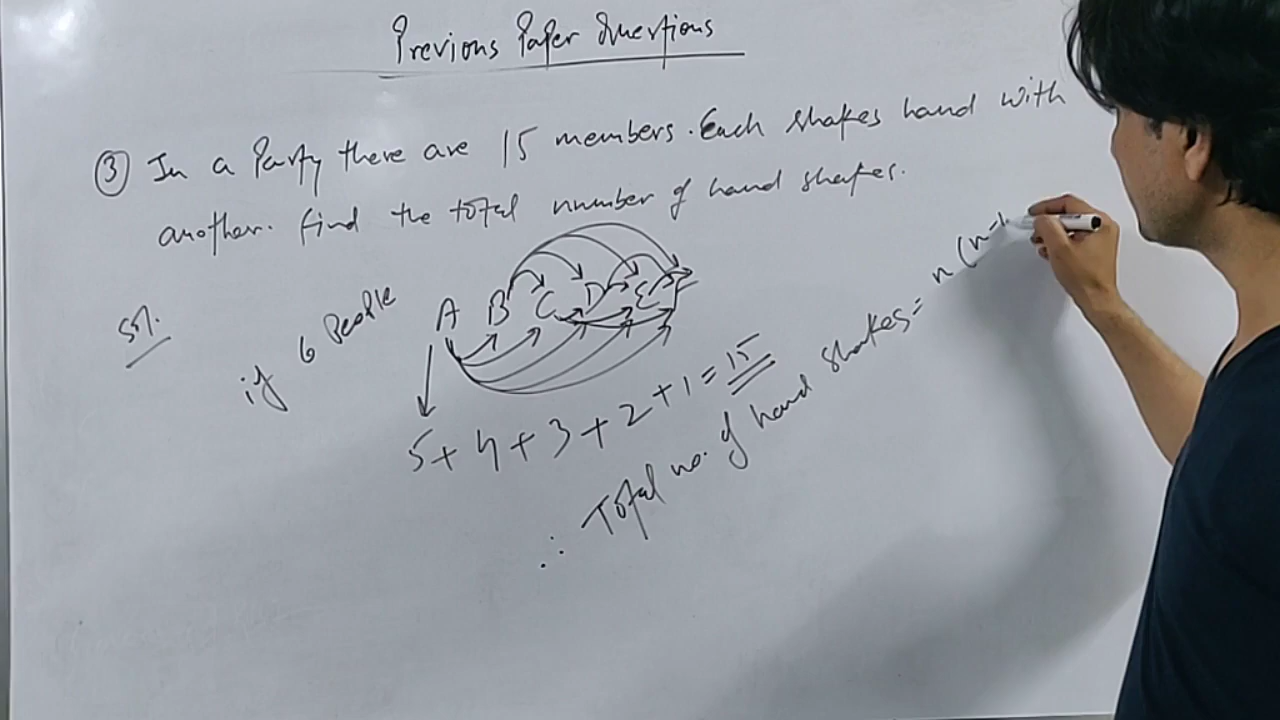 Previous Paper Questions
③ In a Party there are 15 members. Each shakes hand with
another. Find the total number of hand shakes.
Sol.
if 6 People
A B C D E F
5 + 4 + 3 + 2 + 1 = 15
∴ Total no. of hand shakes = n (n-1